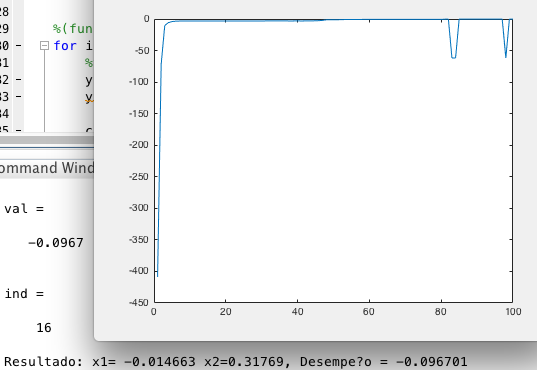 28
29 %(fun
30 - for i
31 %
32 - y
33 - y
34
35 - c
ommand Wind
val =
-0.0967
ind =
16
Resultado: x1= -0.014663 x2=0.31769, Desempe?o = -0.096701
0
-50
-100
-150
-200
-250
-300
-350
-400
-450
0 20 40 60 80 100